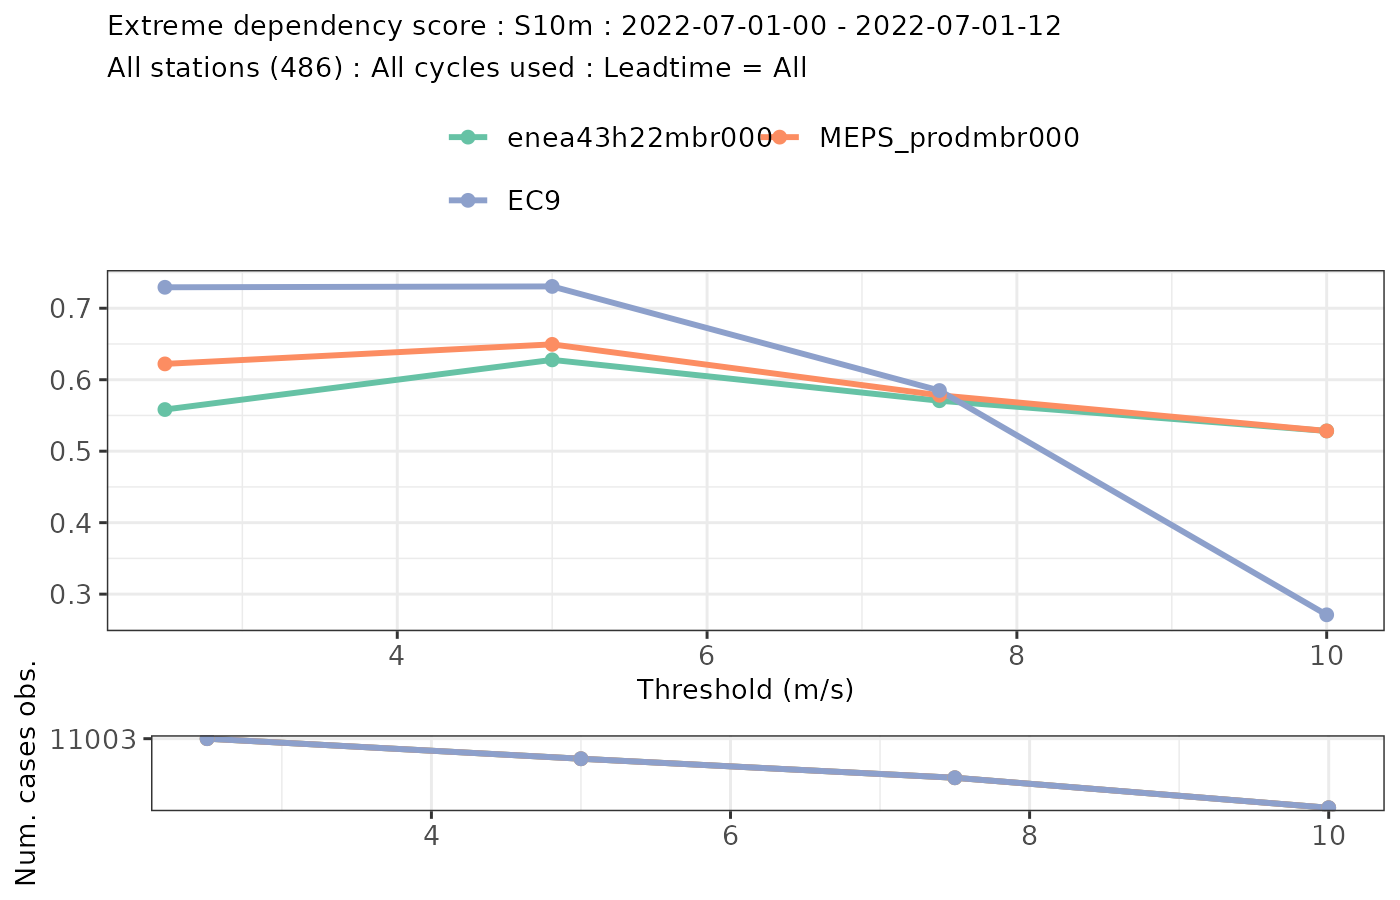 Extreme dependency score : S10m : 2022-07-01-00 - 2022-07-01-12
All stations (486) : All cycles used : Leadtime = All
enea43h22mbr000
MEPS_prodmbr000
EC9
0.7
0.6
0.5
0.4
0.3
4
6
8
10
Threshold (m/s)
Num. cases obs.
11003
4
6
8
10